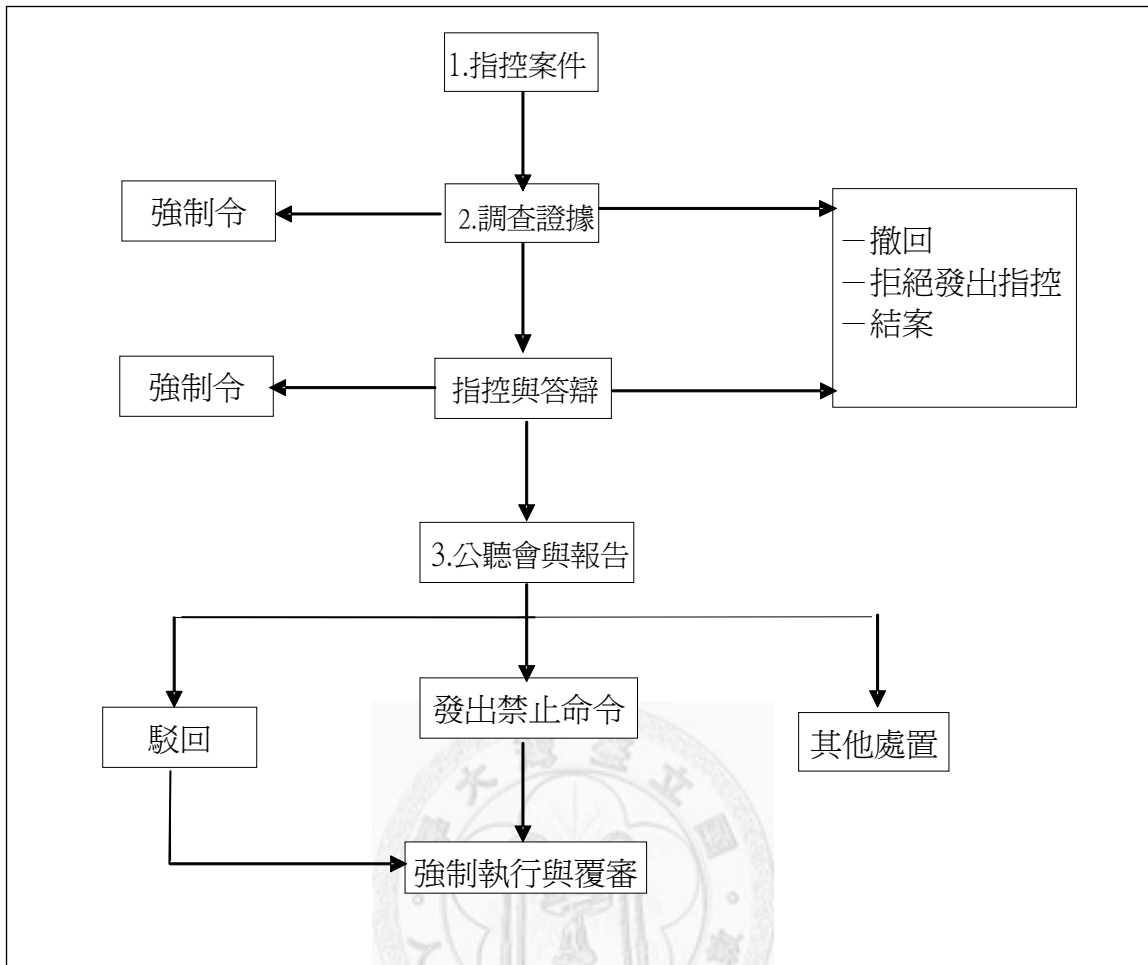 1.指控案件
強制令
2.調查證據
－撤回
－拒絕發出指控
－結案
強制令
指控與答辯
3.公聽會與報告
駁回
發出禁止命令
其他處置
強制執行與覆審